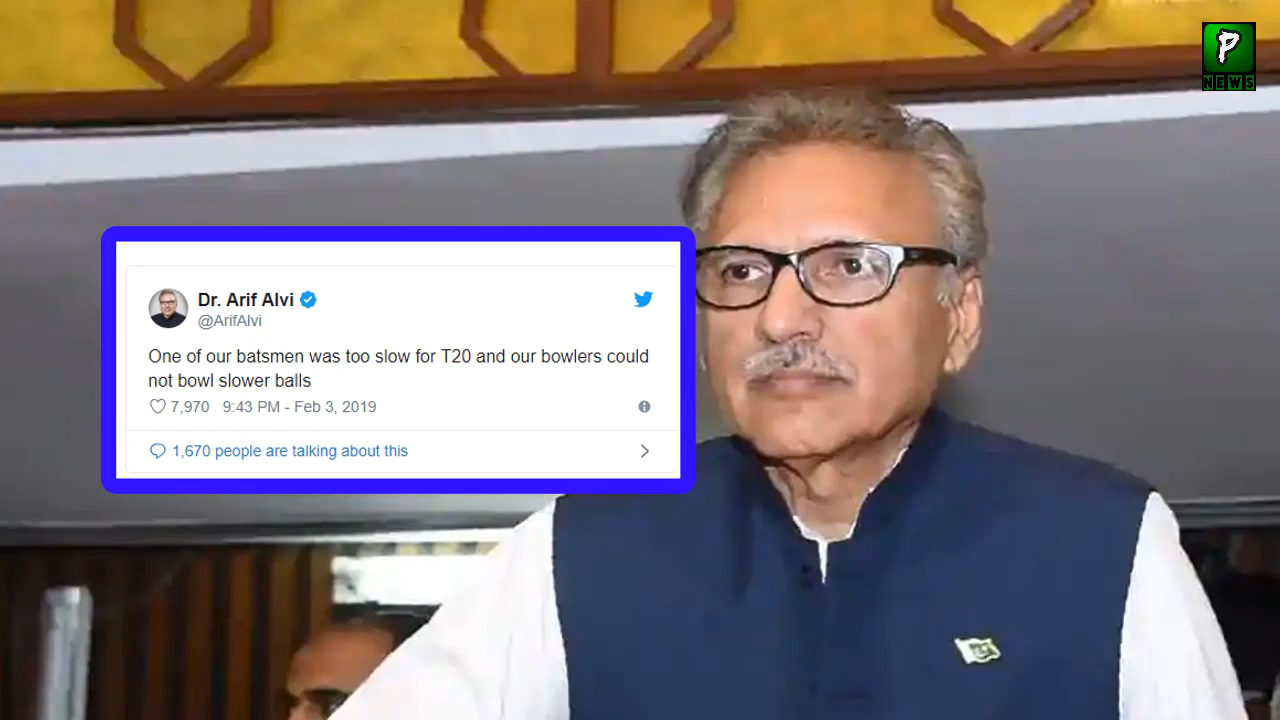 P
NEWS
Dr. Arif Alvi
@ArifAlvi
One of our batsmen was too slow for T20 and our bowlers could
not bowl slower balls
7,970 9:43 PM - Feb 3, 2019
1,670 people are talking about this